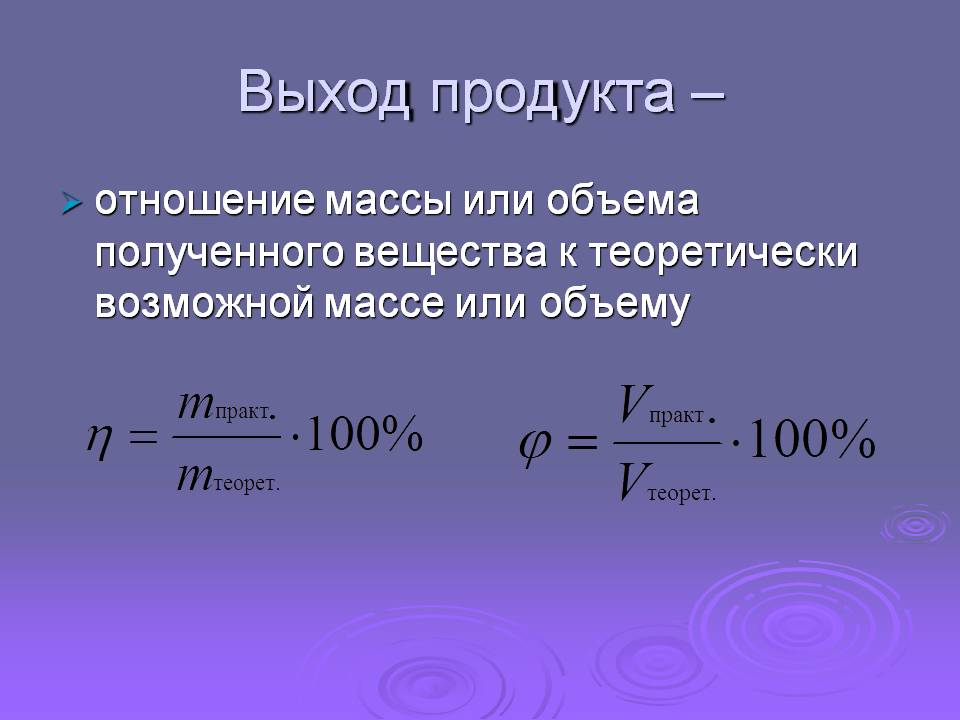 Выход продукта –
отношение массы или объема
полученного вещества к теоретически
возможной массе или объему
η = mпракт. / mтеорет. ·100%
φ = Vпракт. / Vтеорет. ·100%